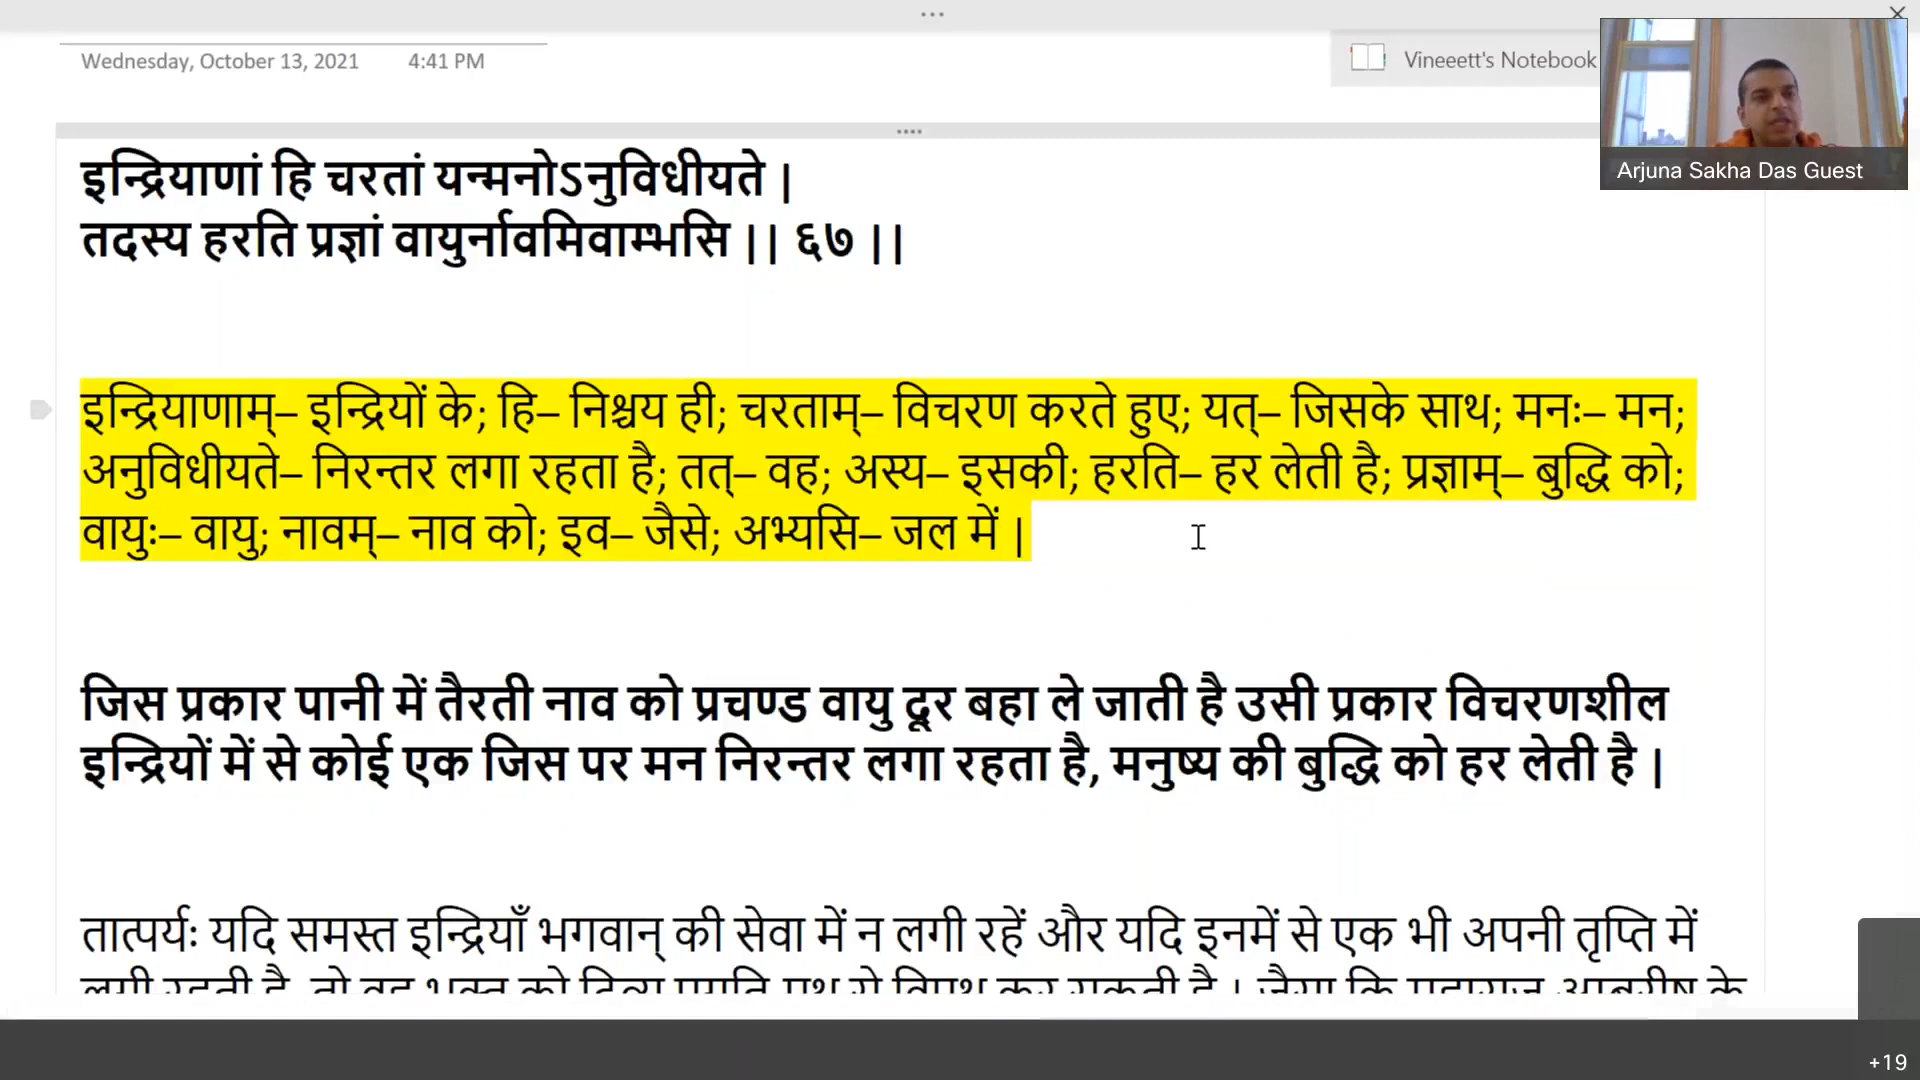 Wednesday, October 13, 2021 4:41 PM
Vineeett's Notebook
Arjuna Sakha Das Guest
इन्द्रियाणां हि चरतां यन्मनोऽनुविधीयते |
तदस्य हरति प्रज्ञां वायुर्नावमिवाम्भसि || ६७ ||
इन्द्रियाणाम्– इन्द्रियों के; हि– निश्चय ही; चरताम्– विचरण करते हुए; यत्– जिसके साथ; मनः– मन;
अनुविधीयते– निरन्तर लगा रहता है; तत्– वह; अस्य– इसकी; हरति– हर लेती है; प्रज्ञाम्– बुद्धि को;
वायुः– वायु; नावम्– नाव को; इव– जैसे; अभ्यसि– जल में |
जिस प्रकार पानी में तैरती नाव को प्रचण्ड वायु दूर बहा ले जाती है उसी प्रकार विचरणशील
इन्द्रियों में से कोई एक जिस पर मन निरन्तर लगा रहता है, मनुष्य की बुद्धि को हर लेती है |
तात्पर्यः यदि समस्त इन्द्रियाँ भगवान् की सेवा में न लगी रहें और यदि इनमें से एक भी अपनी तृप्ति में
+19